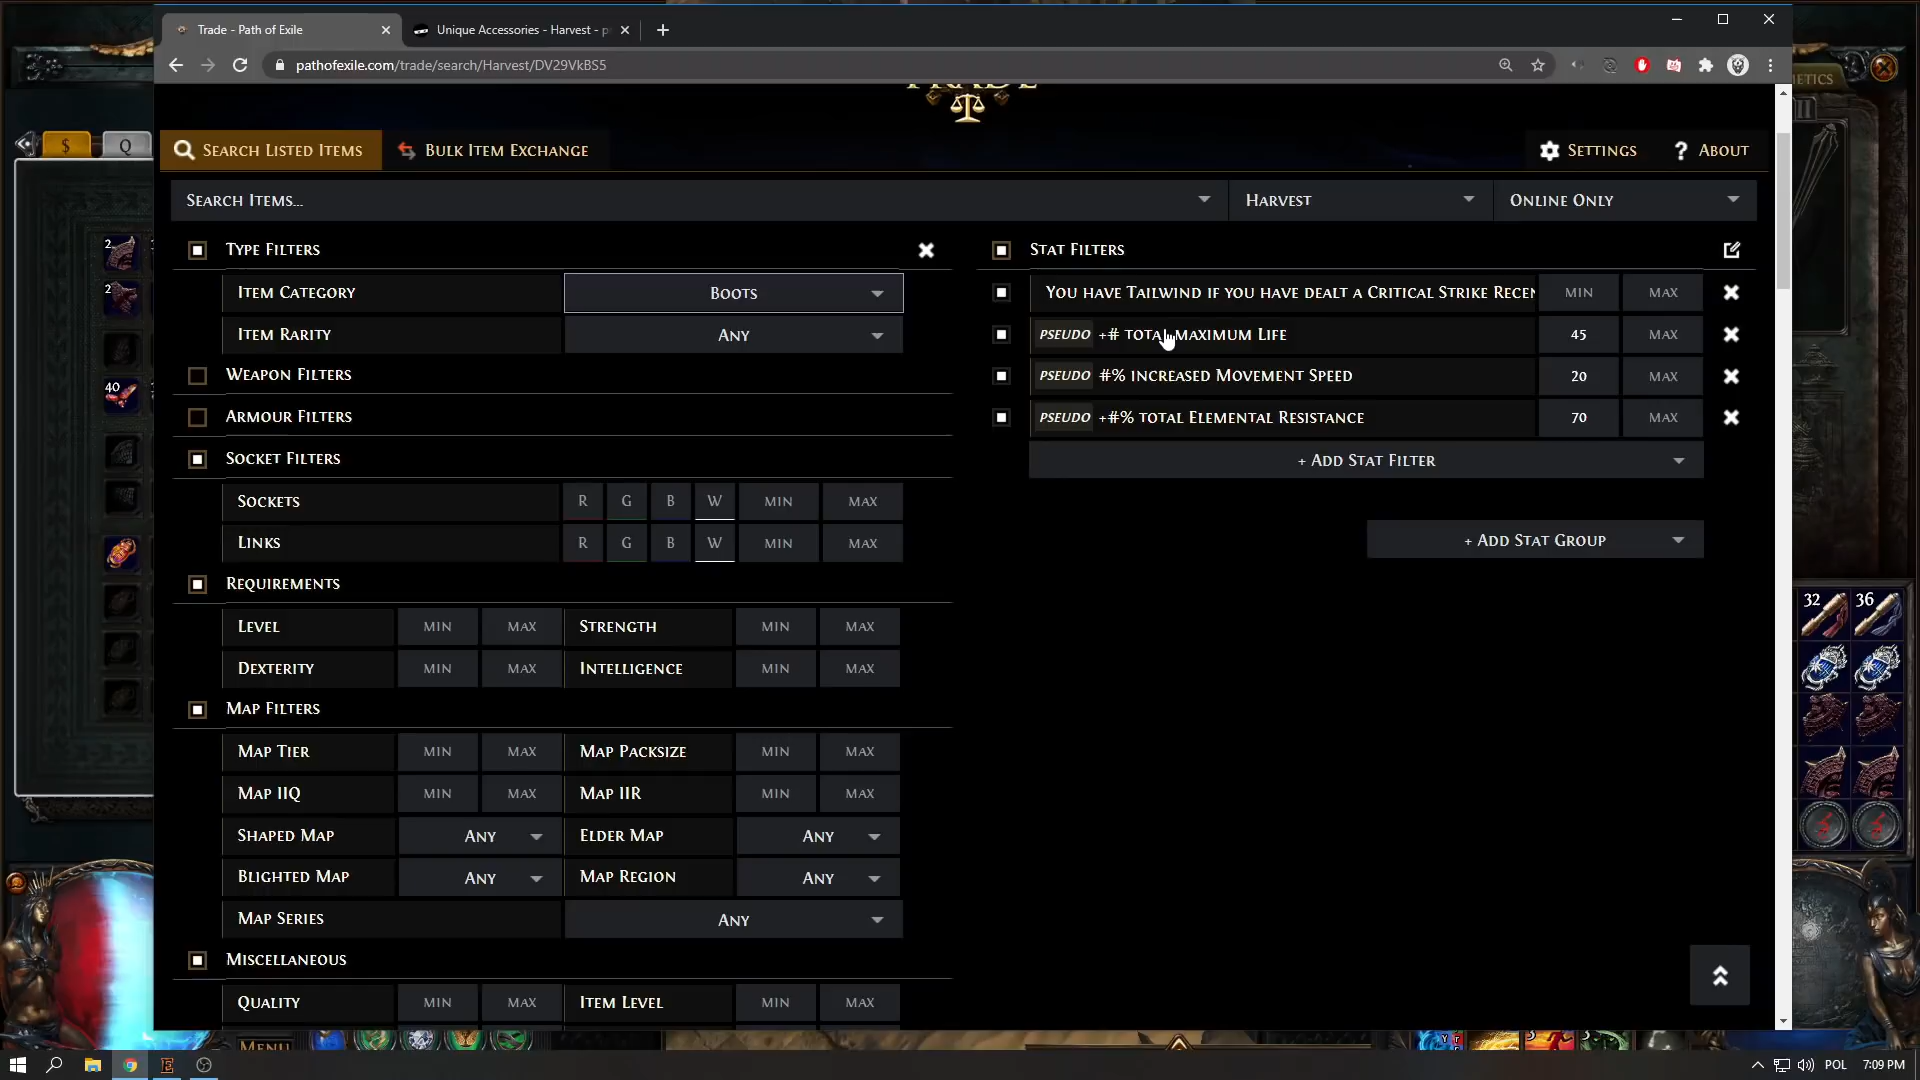 Trade - Path of Exile
Unique Accessories - Harvest - p
pathofexile.com/trade/search/Harvest/DV29VkBS5
TRADE
Search Listed Items
Bulk Item Exchange
Settings
? About
Search Items...
Harvest
Online Only
Type Filters
Item Category
Boots
Item Rarity
Any
Weapon Filters
Armour Filters
Socket Filters
Sockets R G B W MIN MAX
Links R G B W MIN MAX
Requirements
Level MIN MAX Strength MIN MAX
Dexterity MIN MAX Intelligence MIN MAX
Map Filters
Map Tier MIN MAX Map Packsize MIN MAX
Map IIQ MIN MAX Map IIR MIN MAX
Shaped Map Any Elder Map Any
Blighted Map Any Map Region Any
Map Series Any
Miscellaneous
Quality MIN MAX Item Level MIN MAX
Stat Filters
You have Tailwind if you have dealt a Critical Strike Recen MIN MAX
PSEUDO +# total maximum Life 45 MAX
PSEUDO #% increased Movement Speed 20 MAX
PSEUDO +#% total Elemental Resistance 70 MAX
+ Add Stat Filter
+ Add Stat Group
$ Q
2
2
40
32 36
Menu
POL 7:09 PM